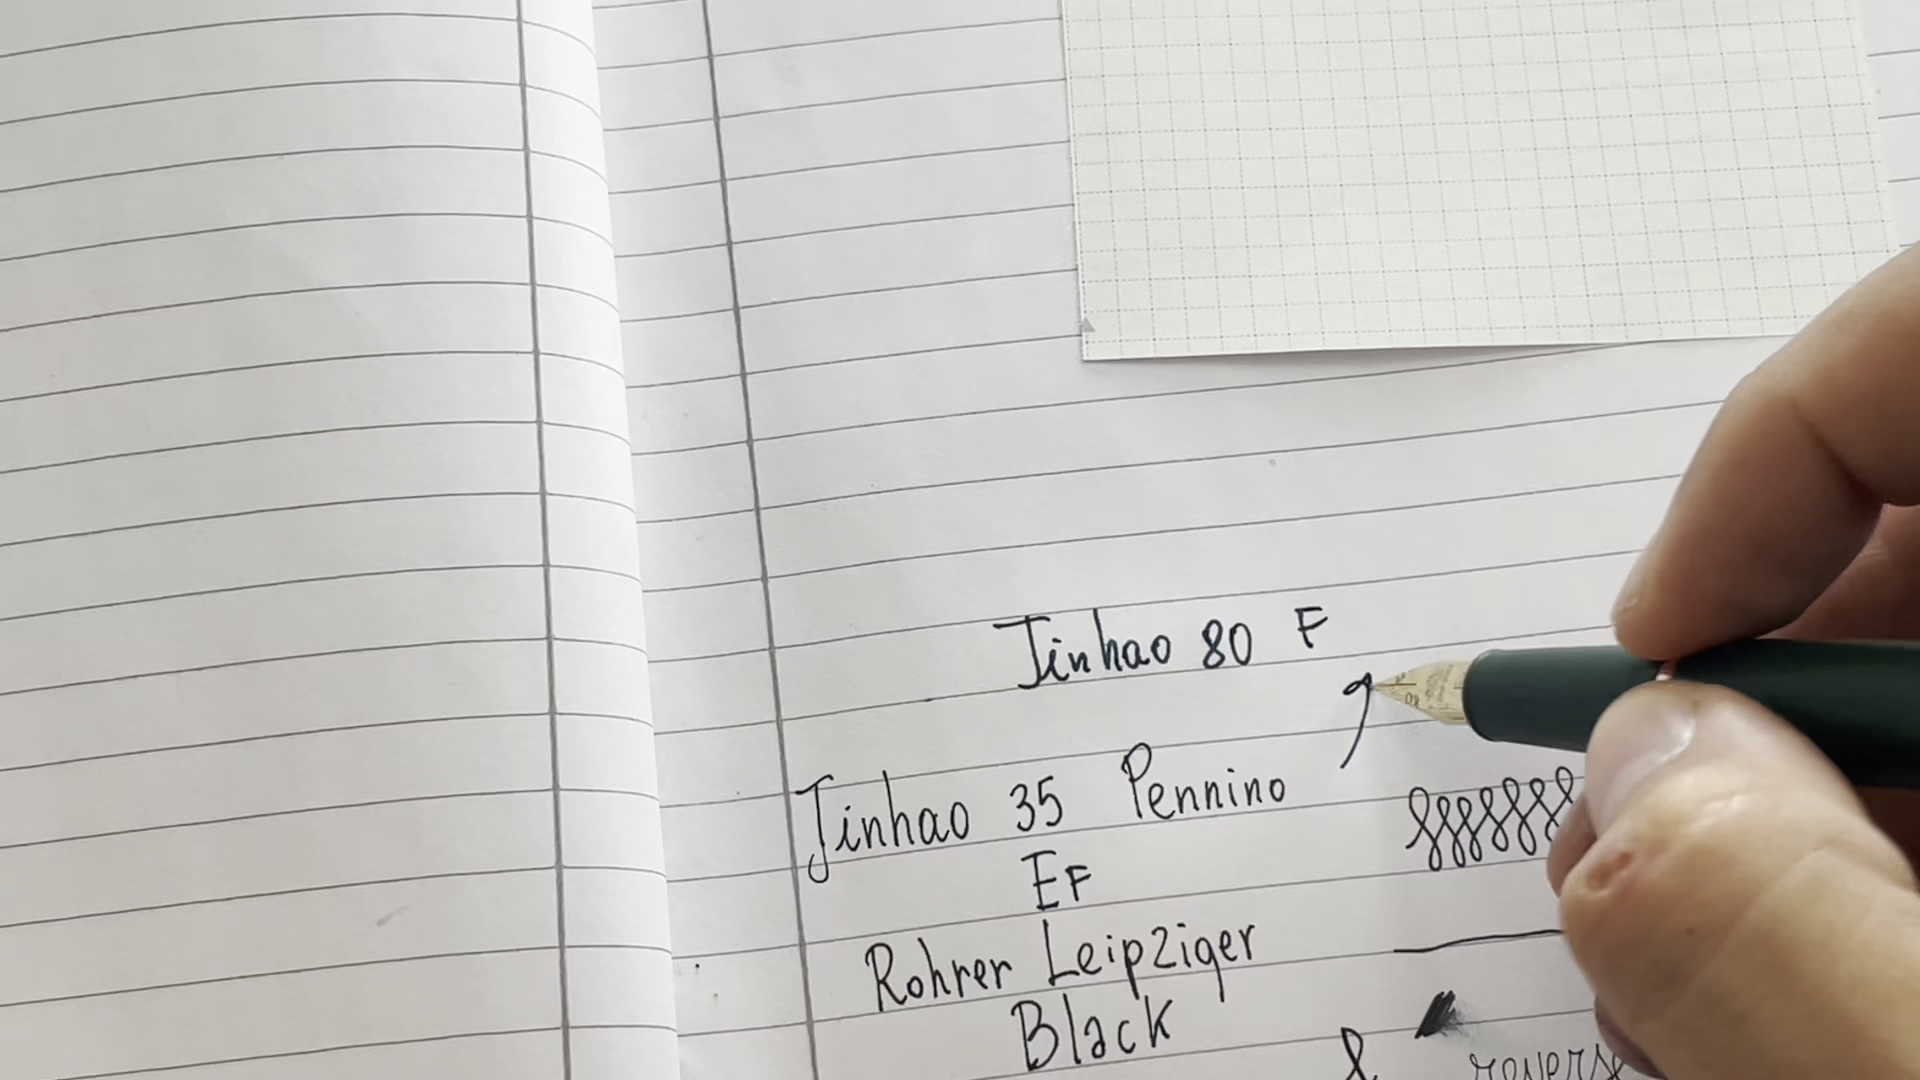 Jinhao 80 F
Jinhao 35 Pennino
EF
Rohrer Leipziger
Black